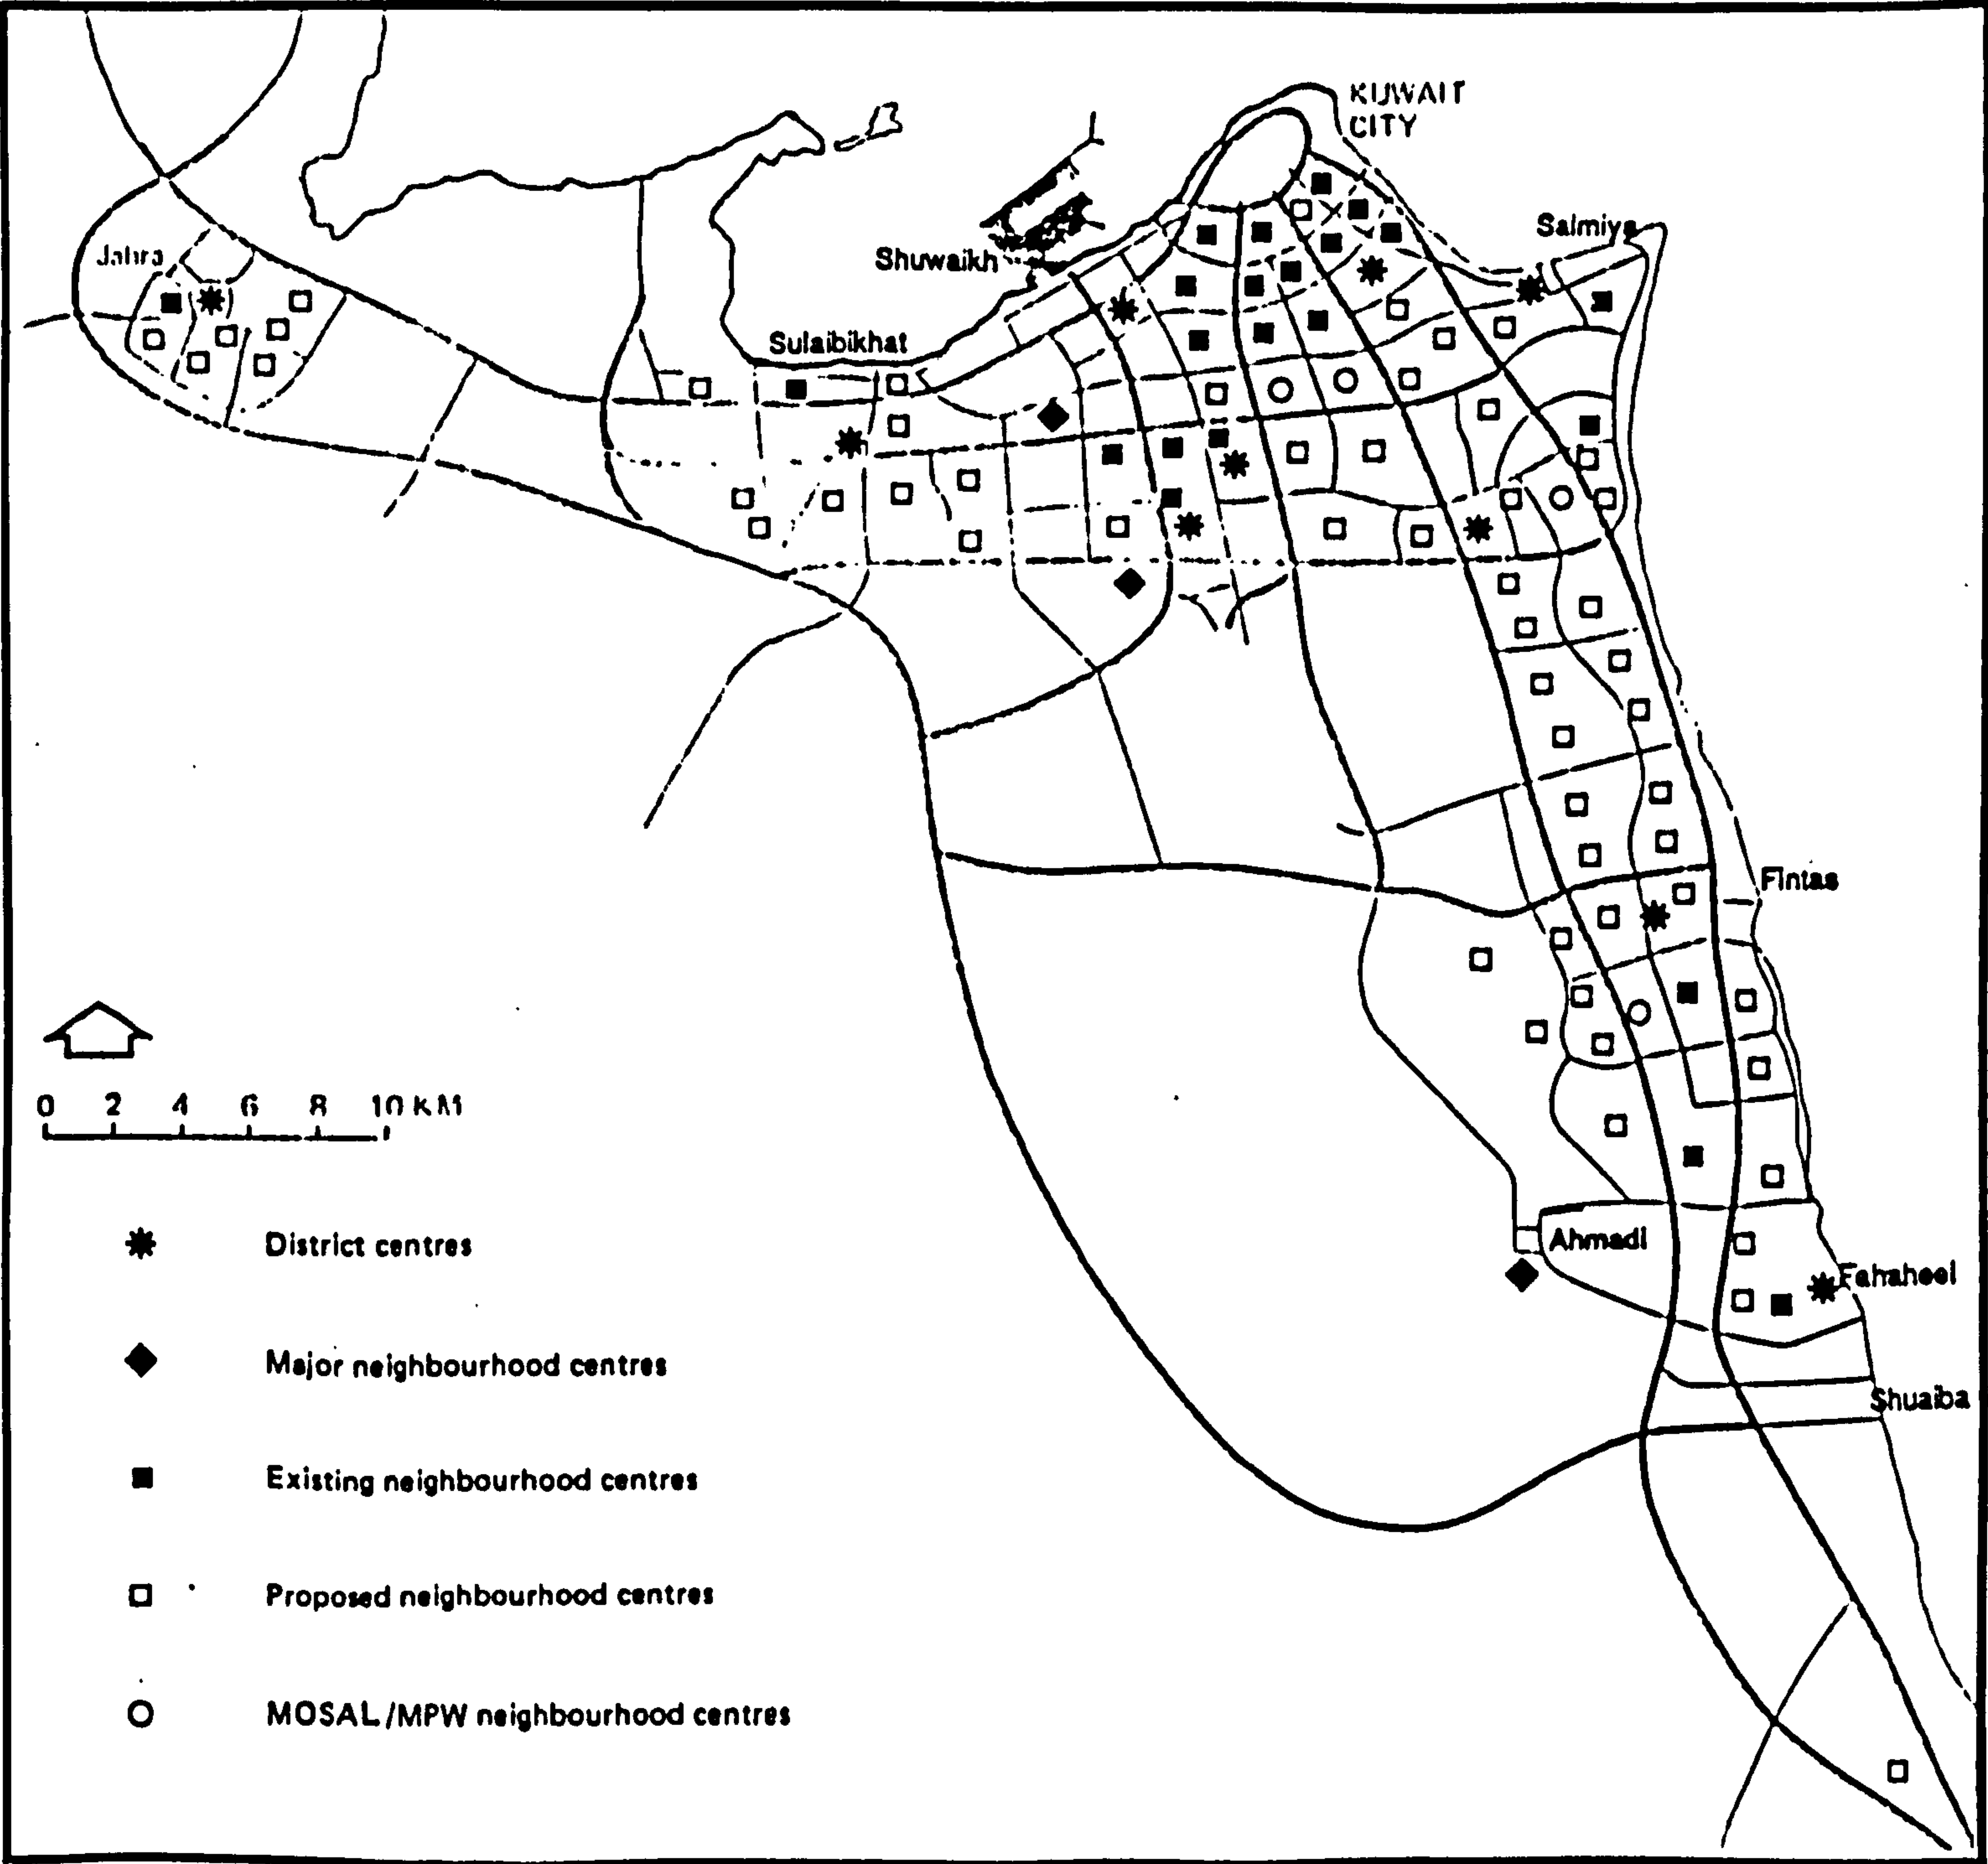 KUWAIT
CITY
Salmiya
Jahra
Shuwaikh
Sulaibikhat
Fintas
0 2 4 6 8 10 KM
District centres
Ahmadi
Fahaheel
Major neighbourhood centres
Shuaiba
Existing neighbourhood centres
Proposed neighbourhood centres
MOSAL/MPW neighbourhood centres